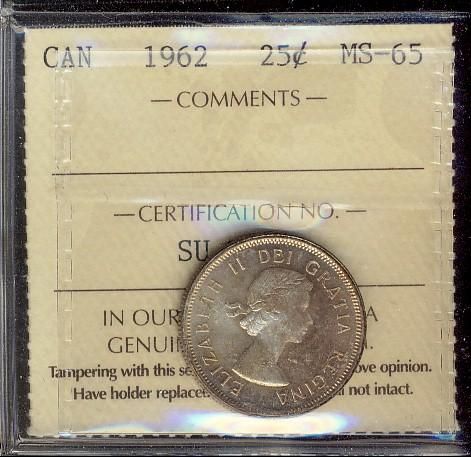 CAN 1962 25¢ MS-65
— COMMENTS —
— CERTIFICATION NO. —
SU
IN OUR A
GENUI .
Tampering with this se ove opinion.
Have holder replace. not intact.
ELIZABETH II DEI GRATIA REGINA